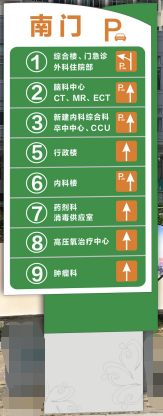 南门 P
① 综合楼、门急诊
外科住院部 P
② 脑科中心
CT、MR、ECT P
③ 新建内科综合科
卒中中心、CCU P
⑤ 行政楼
⑥ 内科楼 P
⑦ 药剂科
消毒供应室
⑧ 高压氧治疗中心
⑨ 肿瘤科